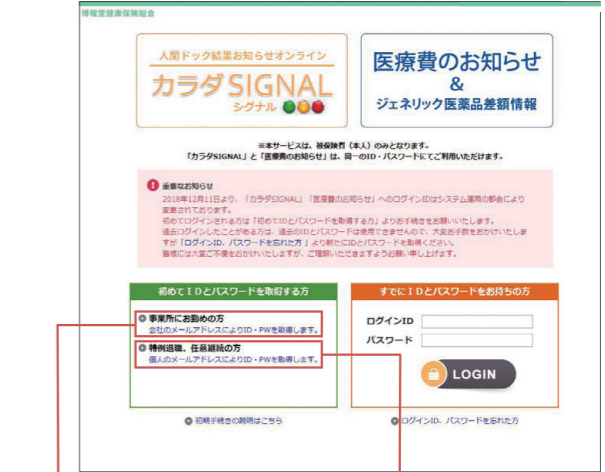 博報堂健康保険組合
人間ドック結果お知らせオンライン
カラダSIGNAL
シグナル
医療費のお知らせ
&
ジェネリック医薬品差額情報
※本サービスは、被保険者（本人）のみとなります。
「カラダSIGNAL」と「医療費のお知らせ」は、同一のID・パスワードにてご利用いただけます。
重要なお知らせ
2018年12月11日より、「カラダSIGNAL」「医療費のお知らせ」へのログインIDはシステム運用の都合により
変更されております。
初めてログインされる方は「初めてIDとパスワードを取得する方」よりお手続きをお願いいたします。
過去ログインしたことがある方は、過去のIDとパスワードは使用できませんので、大変お手数をおかけいたしま
すが「ログインID、パスワードを忘れた方」より新たにIDとパスワードを取得ください。
皆様には大変ご不便をおかけいたしますが、ご理解いただきますようお願い申し上げます。
初めてIDとパスワードを取得する方
事業所にお勤めの方
会社のメールアドレスによりID・PWを取得します。
特例退職、任意継続の方
個人のメールアドレスによりID・PWを取得します。
初期手続きの説明はこちら
すでにIDとパスワードをお持ちの方
ログインID
パスワード
LOGIN
ログインID、パスワードを忘れた方